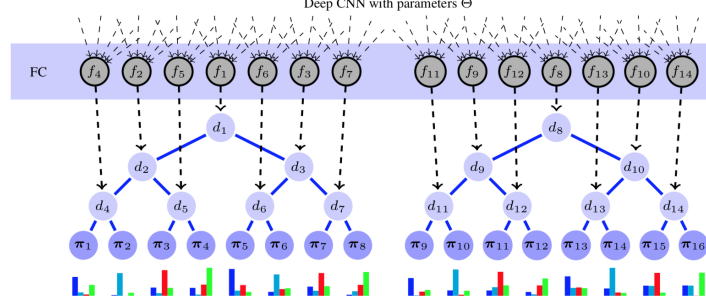 Deep CNN with parameters Θ
FC f₄ f₂ f₅ f₁ f₆ f₃ f₇ f₁₁ f₉ f₁₂ f₈ f₁₃ f₁₀ f₁₄
d₁ d₈
d₂ d₃ d₉ d₁₀
d₄ d₅ d₆ d₇ d₁₁ d₁₂ d₁₃ d₁₄
π₁ π₂ π₃ π₄ π₅ π₆ π₇ π₈ π₉ π₁₀ π₁₁ π₁₂ π₁₃ π₁₄ π₁₅ π₁₆